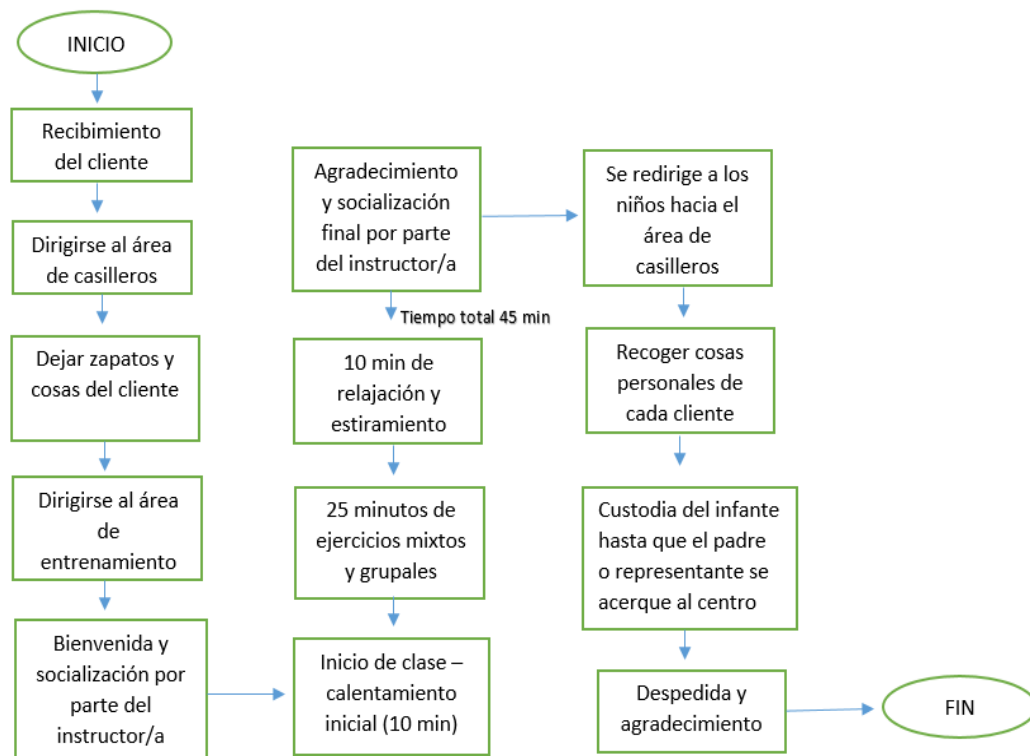 INICIO
Recibimiento
del cliente
Dirigirse al área
de casilleros
Dejar zapatos y
cosas del cliente
Dirigirse al área
de
entrenamiento
Bienvenida y
socialización por
parte del
instructor/a
Agradecimiento
y socialización
final por parte
del instructor/a
Tiempo total 45 min
10 min de
relajación y
estiramiento
25 minutos de
ejercicios mixtos
y grupales
Inicio de clase –
calentamiento
inicial (10 min)
Se redirige a los
niños hacia el
área de
casilleros
Recoger cosas
personales de
cada cliente
Custodia del infante
hasta que el padre
o representante se
acerque al centro
Despedida y
agradecimiento
FIN